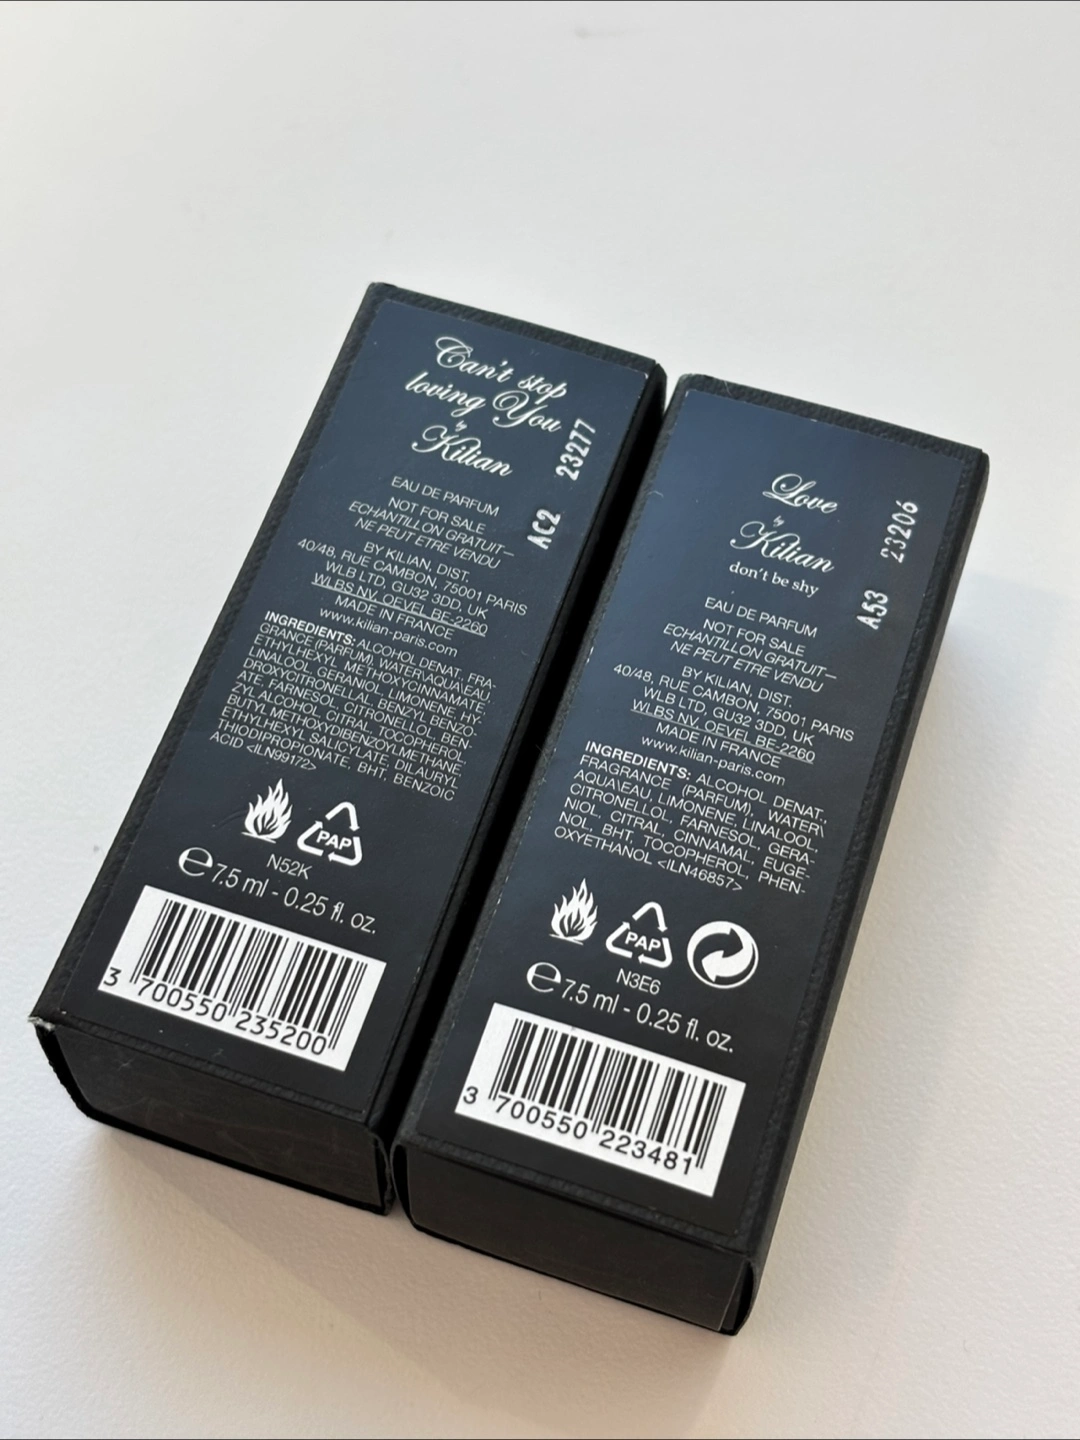 Can't stop
loving You
by
Kilian
EAU DE PARFUM
NOT FOR SALE
ECHANTILLON GRATUIT—
NE PEUT ETRE VENDU
BY KILIAN, DIST.
40/48, RUE CAMBON, 75001 PARIS
WLB LTD. GU32 3DD, UK
WLBS NV. OEVEL BE-2260
MADE IN FRANCE
www.kilian-paris.com
INGREDIENTS: ALCOHOL DENAT, FRA-
GRANCE (PARFUM), WATER\AQUA\EAU,
ETHYLHEXYL METHOXYCINNAMATE,
LINALOOL, GERANIOL, LIMONENE, HY-
DROXYCITRONELLAL, BENZYL BENZO-
ATE, FARNESOL, CITRONELLOL, BEN-
ZYL ALCOHOL, CITRAL, TOCOPHEROL,
BUTYL METHOXYDIBENZOYLMETHANE,
ETHYLHEXYL SALICYLATE, DILAURYL
THIODIPROPIONATE, BHT, BENZOIC
ACID <ILN99172>
PAP
N52K
e 7.5 ml - 0.25 fl. oz.
3 700550 235200
AC2 23277
Love
by
Kilian
don't be shy
EAU DE PARFUM
NOT FOR SALE
ECHANTILLON GRATUIT—
NE PEUT ETRE VENDU
BY KILIAN, DIST.
40/48, RUE CAMBON, 75001 PARIS
WLB LTD. GU32 3DD, UK
WLBS NV. OEVEL BE-2260
MADE IN FRANCE
www.kilian-paris.com
INGREDIENTS: ALCOHOL DENAT,
FRAGRANCE (PARFUM), WATER\
AQUA\EAU, LIMONENE, LINALOOL,
CITRONELLOL, FARNESOL, GERA-
NIOL, CITRAL, CINNAMAL, EUGE-
NOL, BHT, TOCOPHEROL, PHEN-
OXYETHANOL <ILN46857>
PAP
N3E6
e 7.5 ml - 0.25 fl. oz.
3 700550 223481
A53 23206